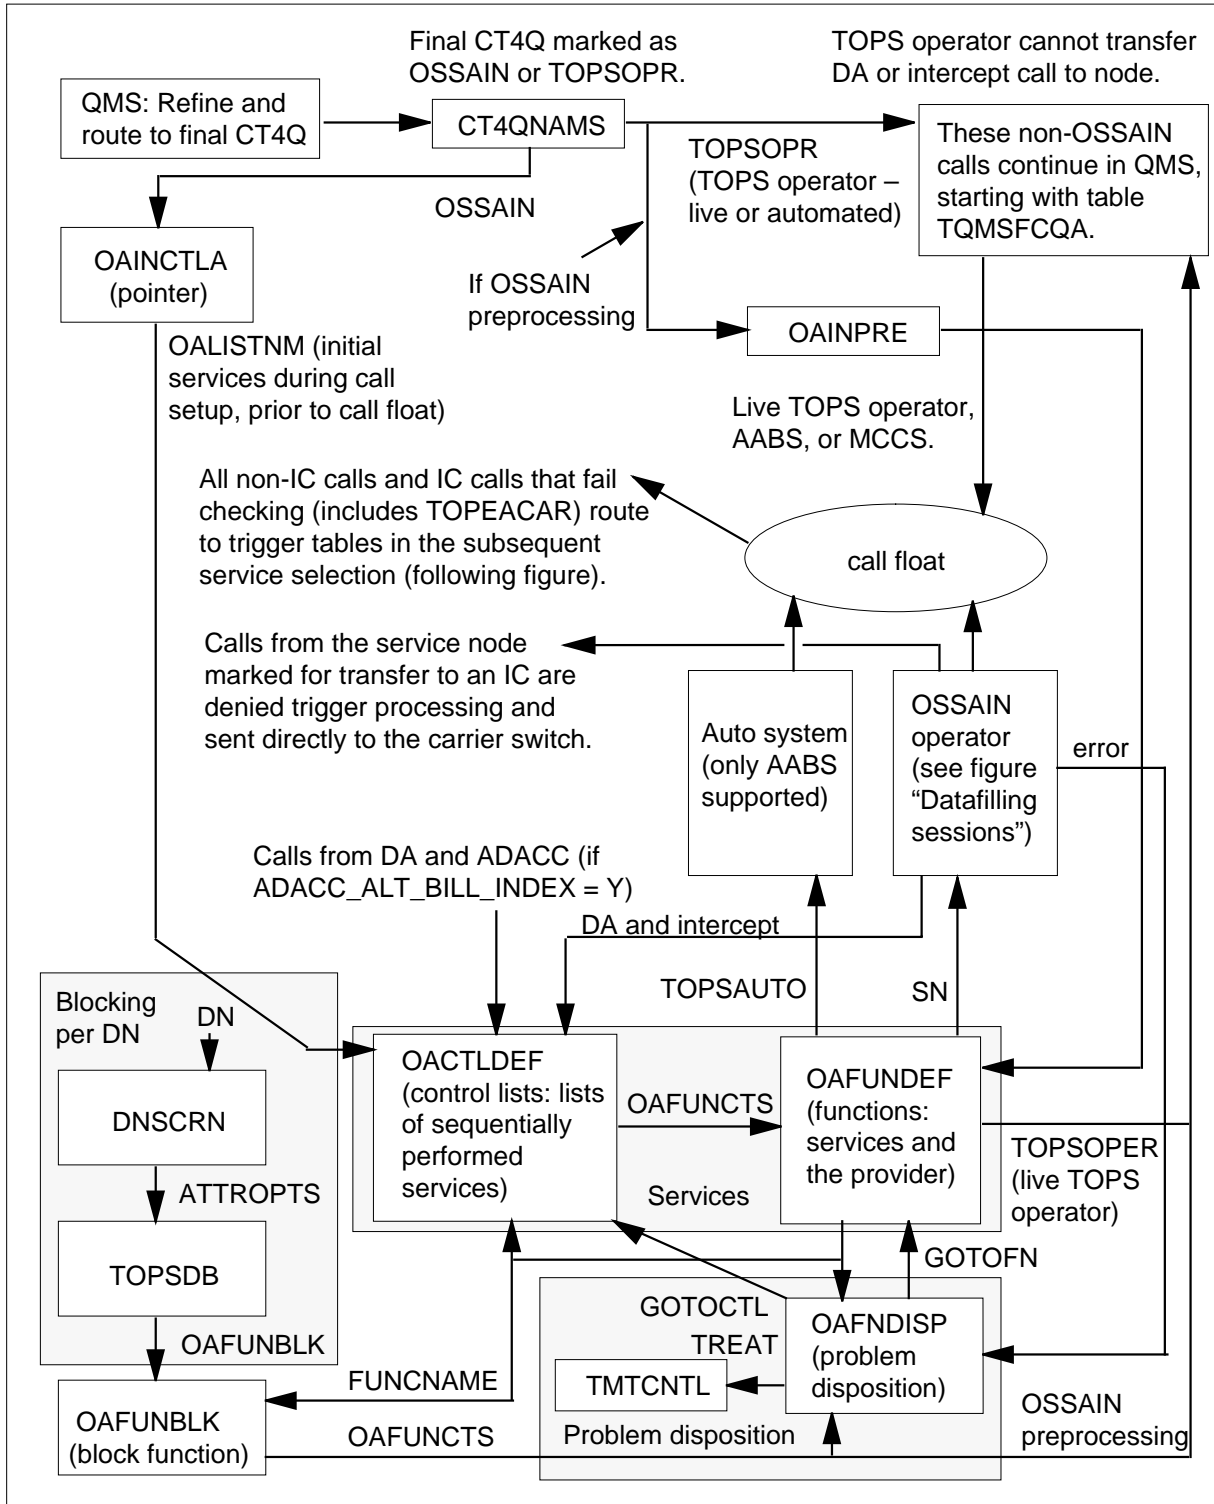 Final CT4Q marked as
OSSAIN or TOPSOPR.
TOPS operator cannot transfer
DA or intercept call to node.
QMS: Refine and
route to final CT4Q
CT4QNAMS
These non-OSSAIN
calls continue in QMS,
starting with table
TQMSFCQA.
TOPSOPR
(TOPS operator –
live or automated)
OSSAIN
OAINCTLA
(pointer)
If OSSAIN
preprocessing
OAINPRE
OALISTNM (initial
services during call
setup, prior to call float)
Live TOPS operator,
AABS, or MCCS.
All non-IC calls and IC calls that fail
checking (includes TOPEACAR) route
to trigger tables in the subsequent
service selection (following figure).
call float
Calls from the service node
marked for transfer to an IC are
denied trigger processing and
sent directly to the carrier switch.
Auto system
(only AABS
supported)
OSSAIN
operator
(see figure
“Datafilling
sessions”)
error
Calls from DA and ADACC (if
ADACC_ALT_BILL_INDEX = Y)
DA and intercept
TOPSAUTO
SN
Blocking
per DN
DN
DNSCRN
ATTROPTS
TOPSDB
OAFUNBLK
OACTLDEF
(control lists: lists
of sequentially
performed
services)
OAFUNCTS
Services
OAFUNDEF
(functions:
services and
the provider)
TOPSOPER
(live TOPS
operator)
GOTOFN
GOTOCTL
TREAT
OAFNDISP
(problem
disposition)
TMTCNTL
FUNCNAME
OAFUNBLK
(block function)
OAFUNCTS
Problem disposition
OSSAIN
preprocessing